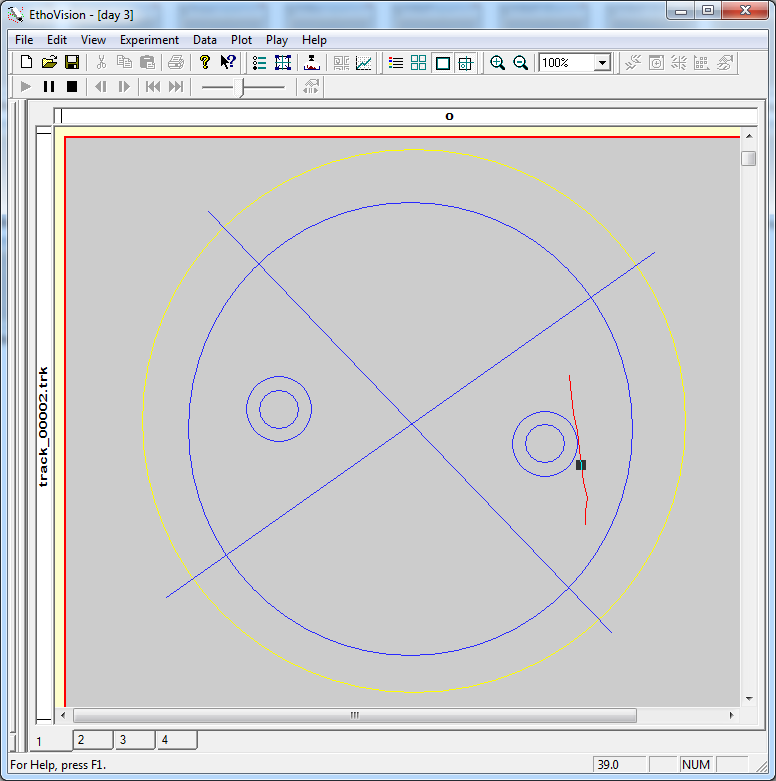 EthoVision - [day 3]
File Edit View Experiment Data Plot Play Help
100%
o
track_00002.trk
1 2 3 4
For Help, press F1. 39.0 NUM